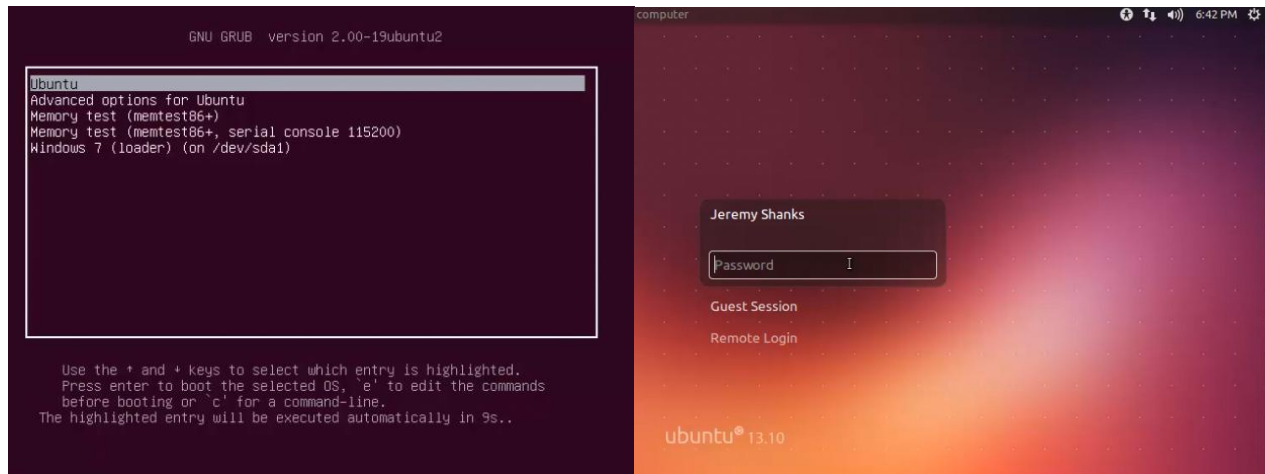 GNU GRUB version 2.00-19ubuntu2
Ubuntu
Advanced options for Ubuntu
Memory test (memtest86+)
Memory test (memtest86+, serial console 115200)
Windows 7 (loader) (on /dev/sda1)
Use the ↑ and ↓ keys to select which entry is highlighted.
Press enter to boot the selected OS, `e' to edit the commands
before booting or `c' for a command-line.
The highlighted entry will be executed automatically in 9s..
computer
6:42 PM
Jeremy Shanks
Password
Guest Session
Remote Login
ubuntu® 13.10